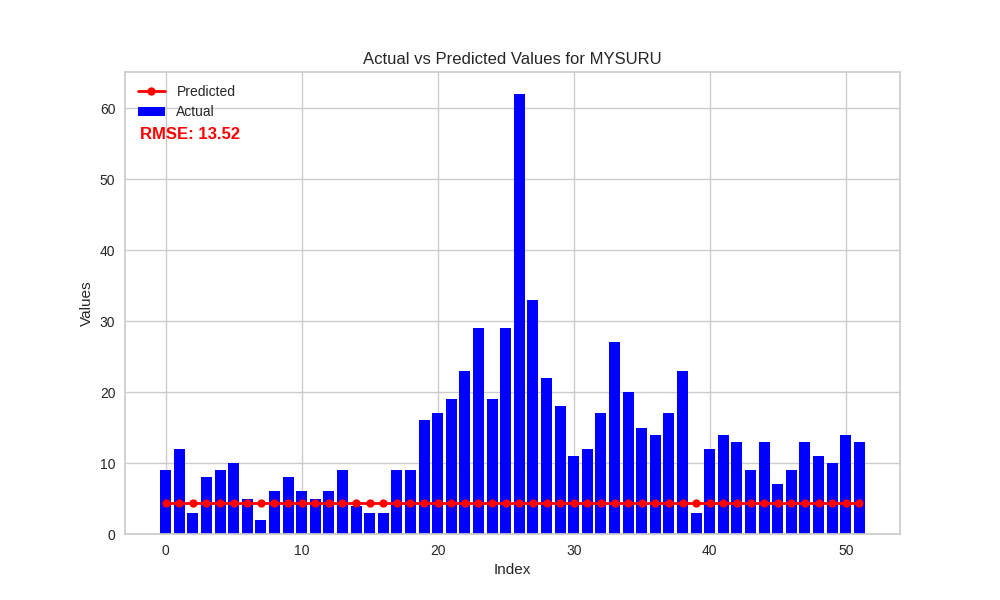 Actual vs Predicted Values for MYSURU
Predicted
Actual
RMSE: 13.52
60
50
40
30
20
10
0
Values
0 10 20 30 40 50
Index